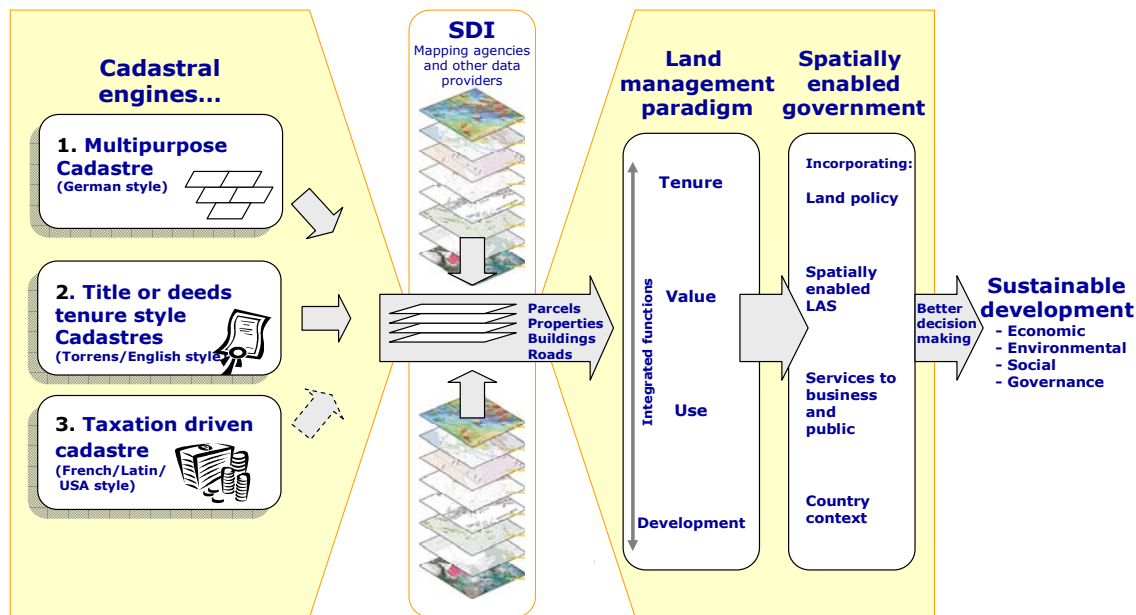 Cadastral
engines...
1. Multipurpose
Cadastre
(German style)
2. Title or deeds
tenure style
Cadastres
(Torrens/English style)
3. Taxation driven
cadastre
(French/Latin/
USA style)
SDI
Mapping agencies
and other data
providers
Parcels
Properties
Buildings
Roads
Land
management
paradigm
Integrated functions
Tenure
Value
Use
Development
Spatially
enabled
government
Incorporating:
Land policy
Spatially
enabled
LAS
Services to
business
and
public
Country
context
Better
decision
making
Sustainable
development
- Economic
- Environmental
- Social
- Governance